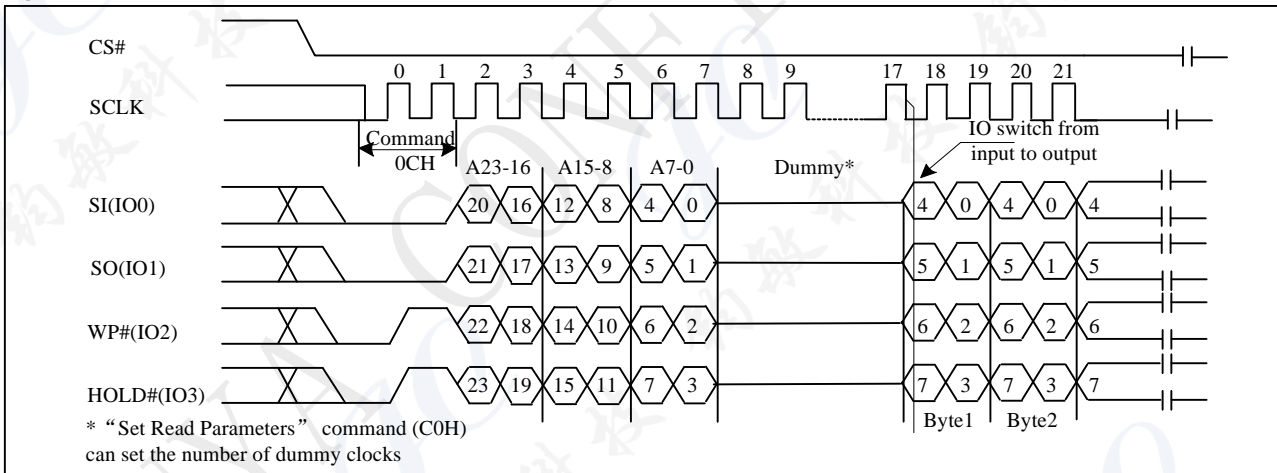 CS#
0 1 2 3 4 5 6 7 8 9 17 18 19 20 21
SCLK
Command
0CH
IO switch from
input to output
A23-16 A15-8 A7-0 Dummy*
SI(IO0) 20 16 12 8 4 0 4 0 4 0 4
SO(IO1) 21 17 13 9 5 1 5 1 5 1 5
WP#(IO2) 22 18 14 10 6 2 6 2 6 2 6
HOLD#(IO3) 23 19 15 11 7 3 7 3 7 3 7
Byte1 Byte2
* “Set Read Parameters” command (C0H)
can set the number of dummy clocks